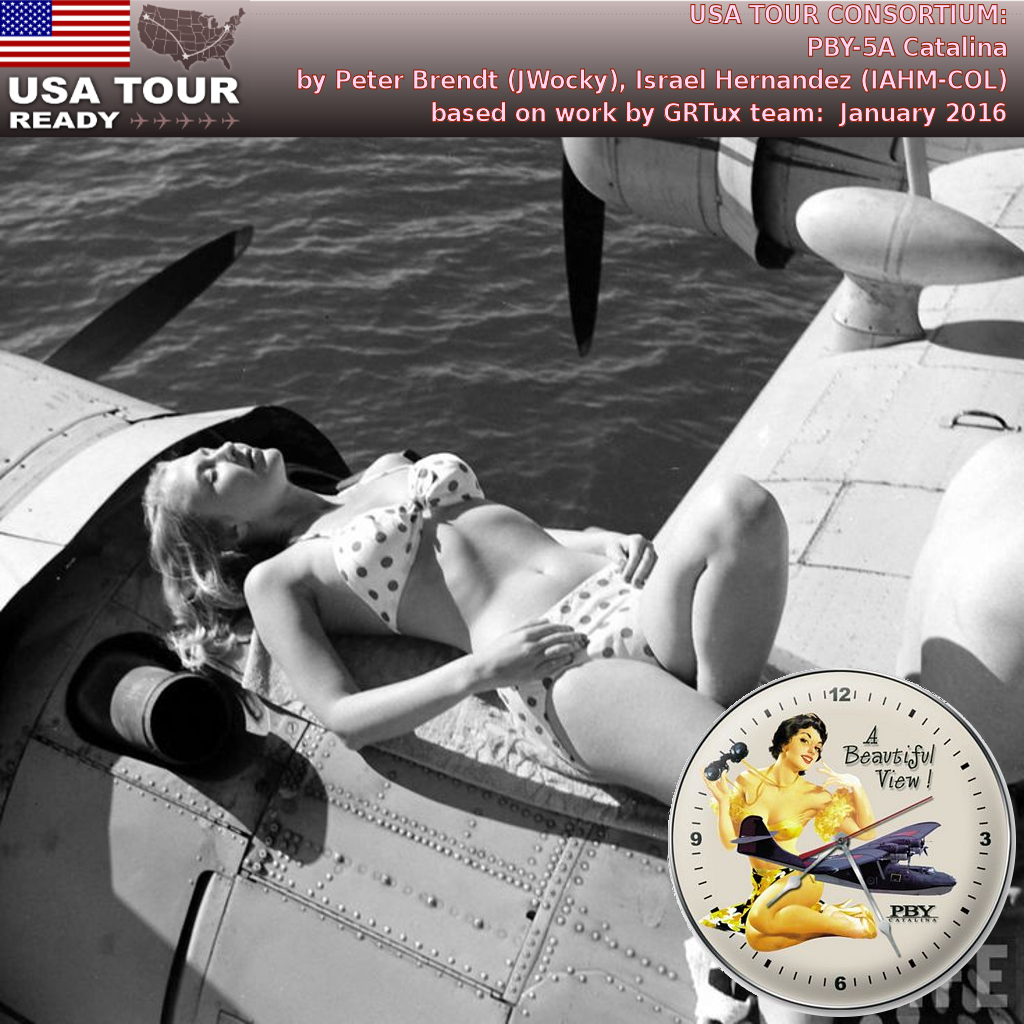 USA TOUR CONSORTIUM:
PBY-5A Catalina
by Peter Brendt (JWocky), Israel Hernandez (IAHM-COL)
based on work by GRTux team: January 2016
USA TOUR
READY
12
A
Beautiful
View !
9
3
PBY
CATALINA
6